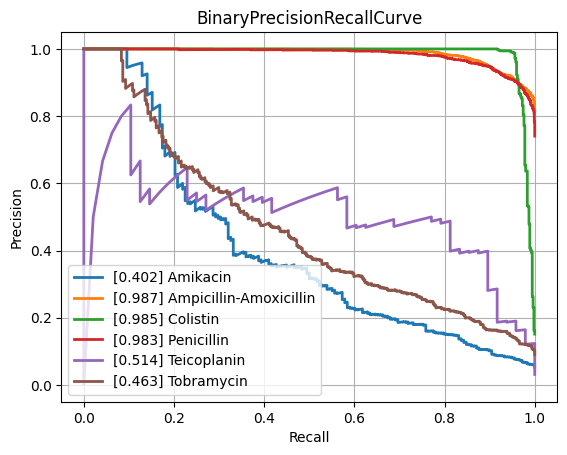 BinaryPrecisionRecallCurve
1.0
0.8
0.6
0.4
0.2
0.0
Precision
[0.402] Amikacin
[0.987] Ampicillin-Amoxicillin
[0.985] Colistin
[0.983] Penicillin
[0.514] Teicoplanin
[0.463] Tobramycin
0.0 0.2 0.4 0.6 0.8 1.0
Recall